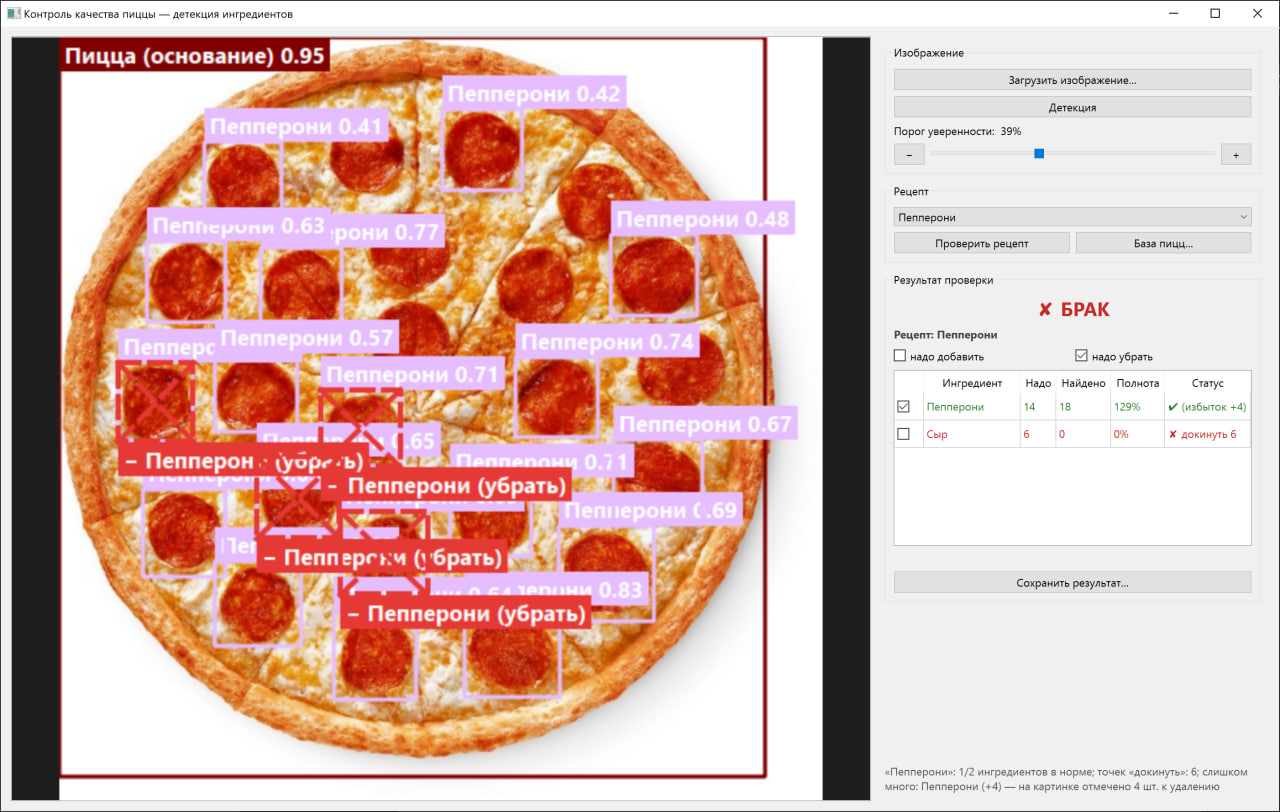 Контроль качества пиццы — детекция ингредиентов
Пицца (основание) 0.95
Пепперони 0.42
Пепперони 0.41
Пепперони 0.48
Пепперони 0.63
0.77
Пепперони 0.57
Пепперони 0.74
Пепперони 0.71
Пепперони 0.67
Пепперони 0.71
– Пепперони (убрать)
– Пепперони (убрать)
Пепперони 0.69
– Пепперони (убрать)
0.83
– Пепперони (убрать)
Изображение
Загрузить изображение...
Детекция
Порог уверенности: 39%
– +
Рецепт
Пепперони
Проверить рецепт База пицц...
Результат проверки
✘ БРАК
Рецепт: Пепперони
надо добавить надо убрать
Ингредиент Надо Найдено Полнота Статус
Пепперони 14 18 129% ✔ (избыток +4)
Сыр 6 0 0% ✘ докинуть 6
Сохранить результат...
«Пепперони»: 1/2 ингредиентов в норме; точек «докинуть»: 6; слишком
много: Пепперони (+4) — на картинке отмечено 4 шт. к удалению